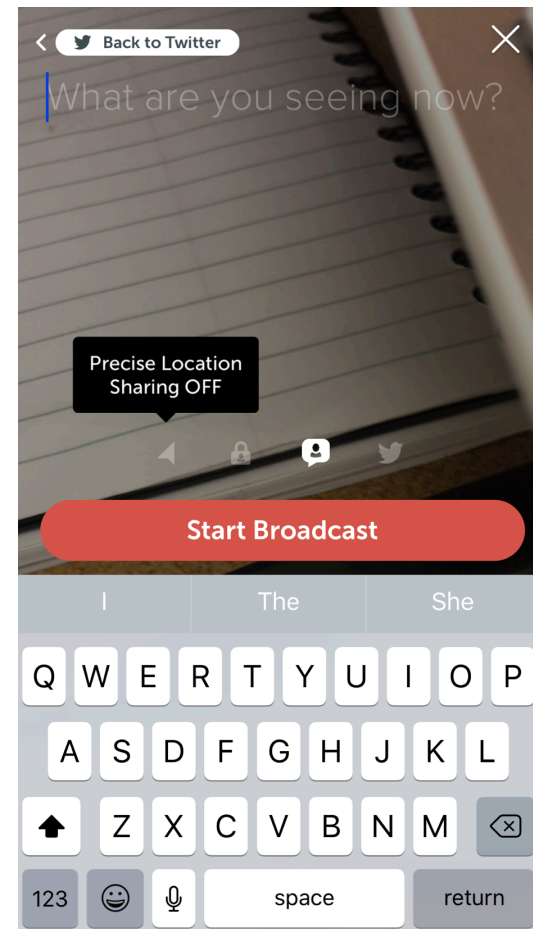 Back to Twitter
What are you seeing now?
Precise Location
Sharing OFF
Start Broadcast
I The She
Q W E R T Y U I O P
A S D F G H J K L
Z X C V B N M
123 space return